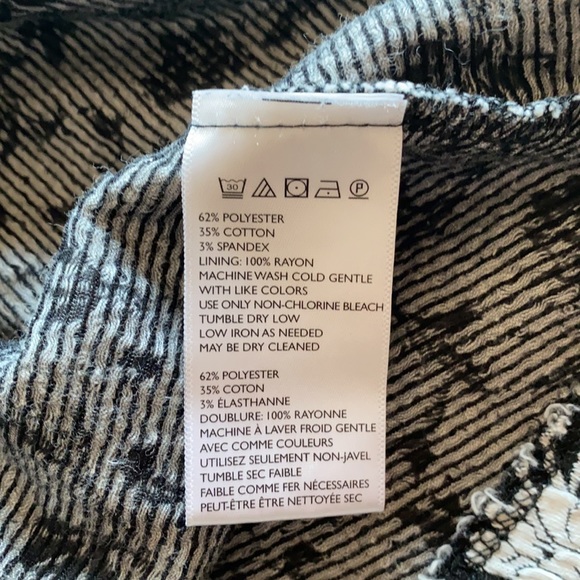 30 P
62% POLYESTER
35% COTTON
3% SPANDEX
LINING: 100% RAYON
MACHINE WASH COLD GENTLE
WITH LIKE COLORS
USE ONLY NON-CHLORINE BLEACH
TUMBLE DRY LOW
LOW IRON AS NEEDED
MAY BE DRY CLEANED
62% POLYESTER
35% COTON
3% ÉLASTHANNE
DOUBLURE: 100% RAYONNE
MACHINE À LAVER FROID GENTLE
AVEC COMME COULEURS
UTILISEZ SEULEMENT NON-JAVEL
TUMBLE SEC FAIBLE
FAIBLE COMME FER NÉCESSAIRES
PEUT-ÊTRE ÊTRE NETTOYÉE SEC